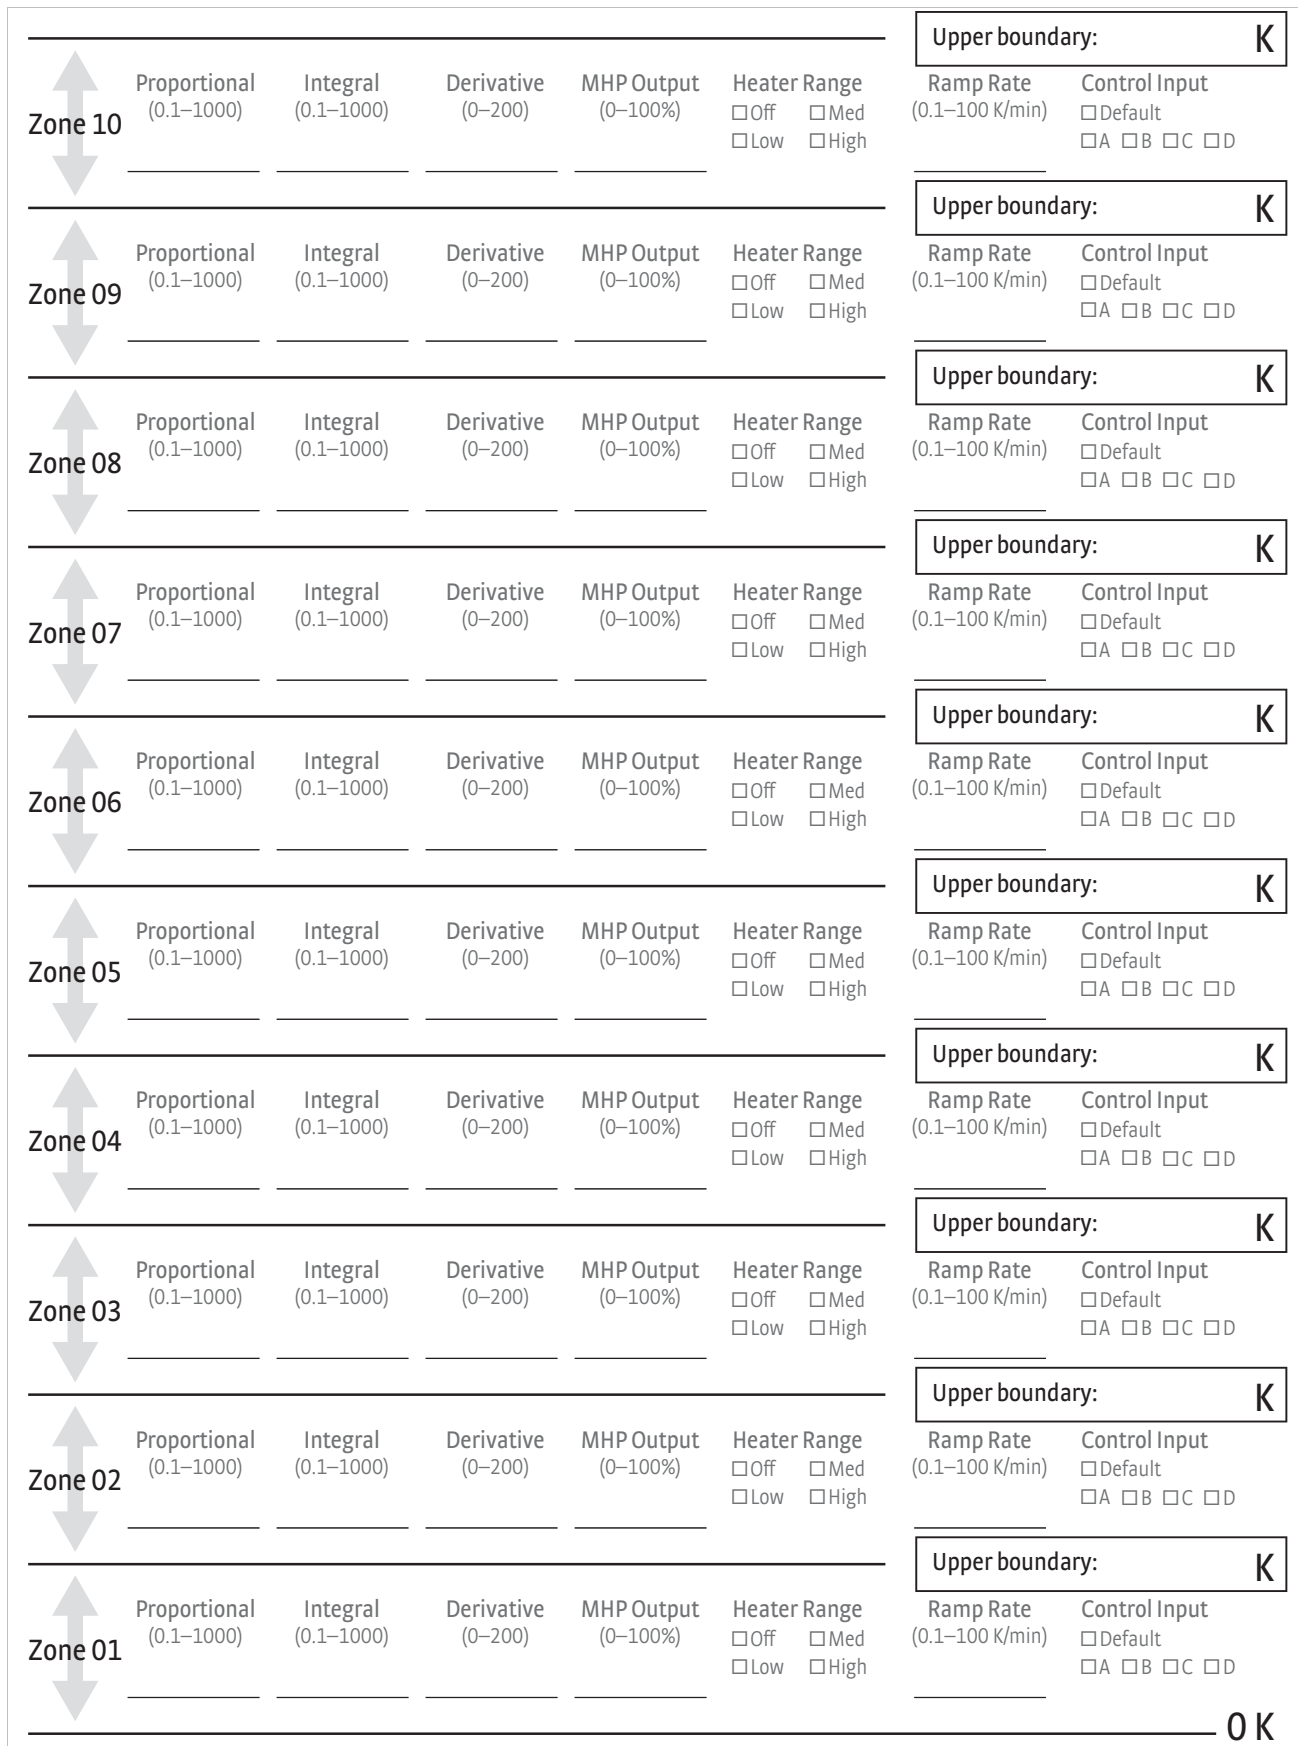 Upper boundary: K
Proportional Integral Derivative MHP Output Heater Range Ramp Rate Control Input
(0.1–1000) (0.1–1000) (0–200) (0–100%) □Off □Med (0.1–100 K/min) □Default
Zone 10
□Low □High □A □B □C □D
Upper boundary: K
Proportional Integral Derivative MHP Output Heater Range Ramp Rate Control Input
(0.1–1000) (0.1–1000) (0–200) (0–100%) □Off □Med (0.1–100 K/min) □Default
Zone 09
□Low □High □A □B □C □D
Upper boundary: K
Proportional Integral Derivative MHP Output Heater Range Ramp Rate Control Input
(0.1–1000) (0.1–1000) (0–200) (0–100%) □Off □Med (0.1–100 K/min) □Default
Zone 08
□Low □High □A □B □C □D
Upper boundary: K
Proportional Integral Derivative MHP Output Heater Range Ramp Rate Control Input
(0.1–1000) (0.1–1000) (0–200) (0–100%) □Off □Med (0.1–100 K/min) □Default
Zone 07
□Low □High □A □B □C □D
Upper boundary: K
Proportional Integral Derivative MHP Output Heater Range Ramp Rate Control Input
(0.1–1000) (0.1–1000) (0–200) (0–100%) □Off □Med (0.1–100 K/min) □Default
Zone 06
□Low □High □A □B □C □D
Upper boundary: K
Proportional Integral Derivative MHP Output Heater Range Ramp Rate Control Input
(0.1–1000) (0.1–1000) (0–200) (0–100%) □Off □Med (0.1–100 K/min) □Default
Zone 05
□Low □High □A □B □C □D
Upper boundary: K
Proportional Integral Derivative MHP Output Heater Range Ramp Rate Control Input
(0.1–1000) (0.1–1000) (0–200) (0–100%) □Off □Med (0.1–100 K/min) □Default
Zone 04
□Low □High □A □B □C □D
Upper boundary: K
Proportional Integral Derivative MHP Output Heater Range Ramp Rate Control Input
(0.1–1000) (0.1–1000) (0–200) (0–100%) □Off □Med (0.1–100 K/min) □Default
Zone 03
□Low □High □A □B □C □D
Upper boundary: K
Proportional Integral Derivative MHP Output Heater Range Ramp Rate Control Input
(0.1–1000) (0.1–1000) (0–200) (0–100%) □Off □Med (0.1–100 K/min) □Default
Zone 02
□Low □High □A □B □C □D
Upper boundary: K
Proportional Integral Derivative MHP Output Heater Range Ramp Rate Control Input
(0.1–1000) (0.1–1000) (0–200) (0–100%) □Off □Med (0.1–100 K/min) □Default
Zone 01
□Low □High □A □B □C □D
0 K